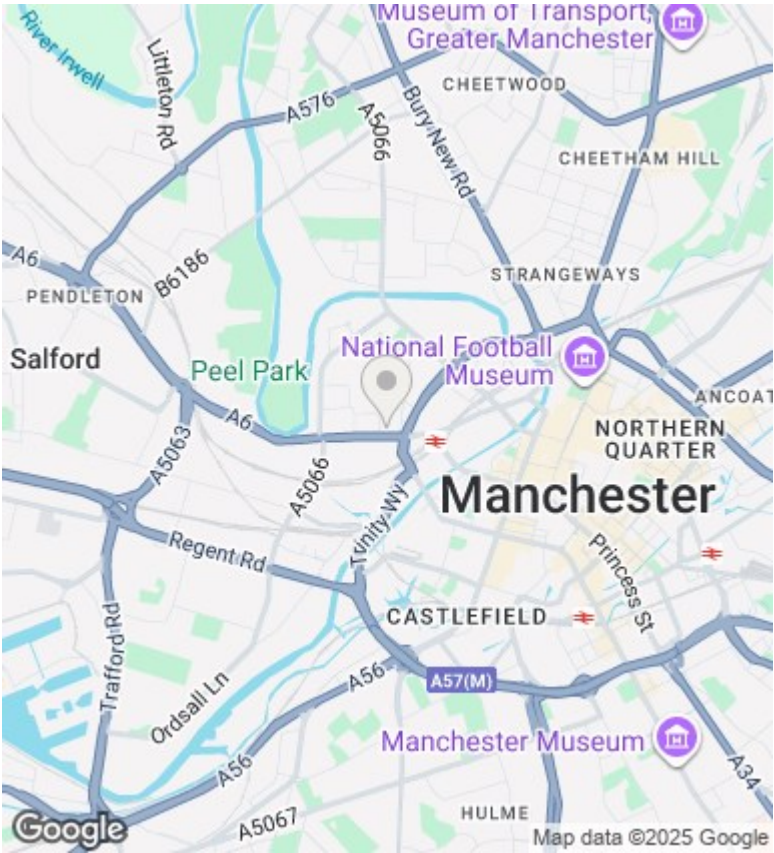 Museum of Transport,
Greater Manchester
River Irwell
Littleton Rd
CHEETWOOD
A576
A5066
Bury New Rd
CHEETHAM HILL
A6
B6186
STRANGEWAYS
PENDLETON
Salford
National Football
Museum
Peel Park
ANCOAT
A6
NORTHERN
QUARTER
A5063
A5066
Manchester
Trinity Wy
Regent Rd
Princess St
CASTLEFIELD
Trafford Rd
A56
A57(M)
Ordsall Ln
Manchester Museum
A56
A34
A5067
HULME
Google
Map data ©2025 Google